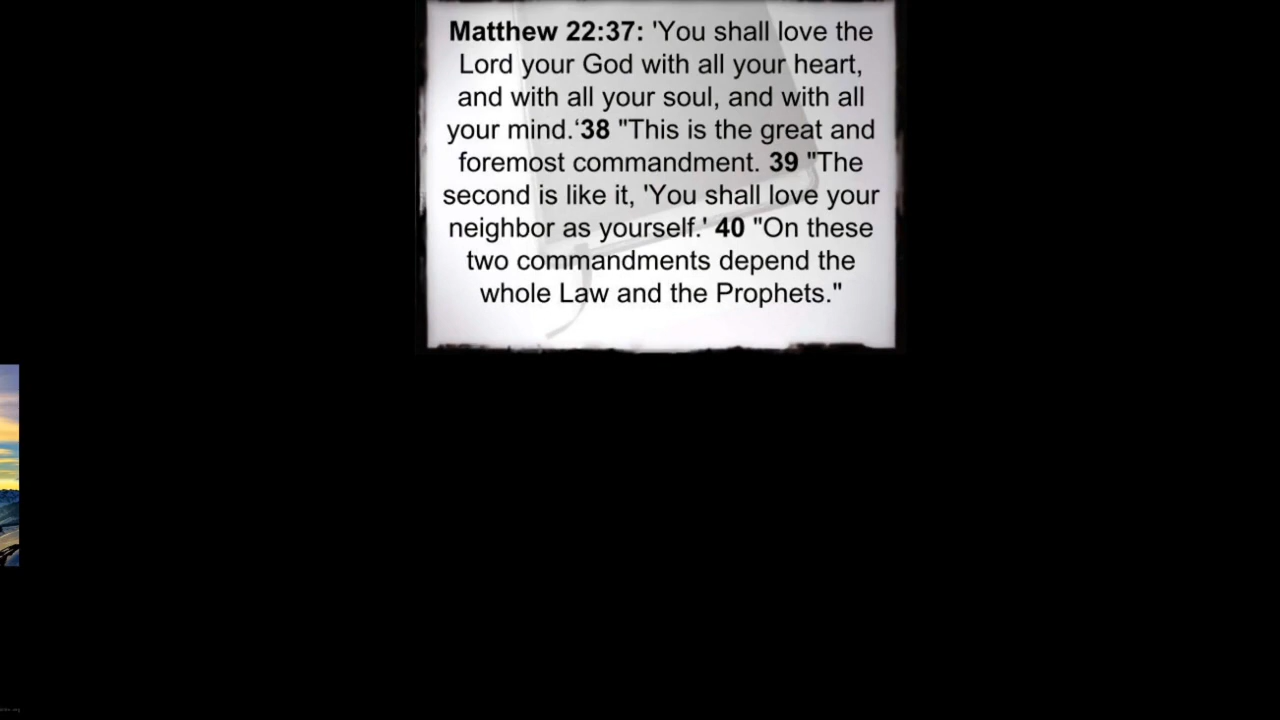 Matthew 22:37: 'You shall love the
Lord your God with all your heart,
and with all your soul, and with all
your mind.‘38 "This is the great and
foremost commandment. 39 "The
second is like it, 'You shall love your
neighbor as yourself.' 40 "On these
two commandments depend the
whole Law and the Prophets."